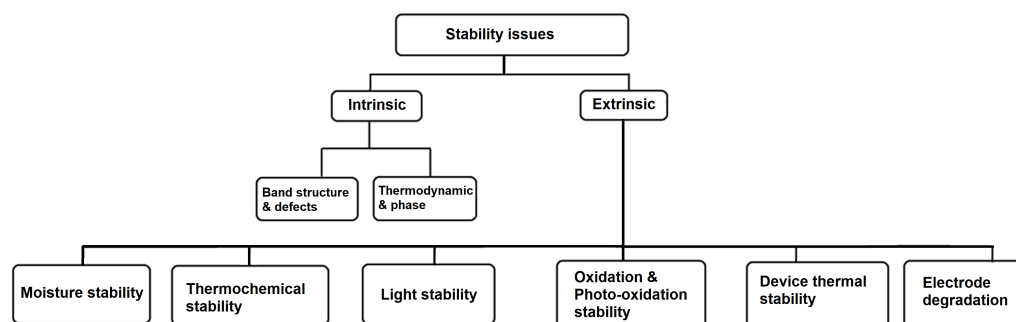 Stability issues
Intrinsic
Extrinsic
Band structure
& defects
Thermodynamic
& phase
Moisture stability
Thermochemical
stability
Light stability
Oxidation &
Photo-oxidation
stability
Device thermal
stability
Electrode
degradation